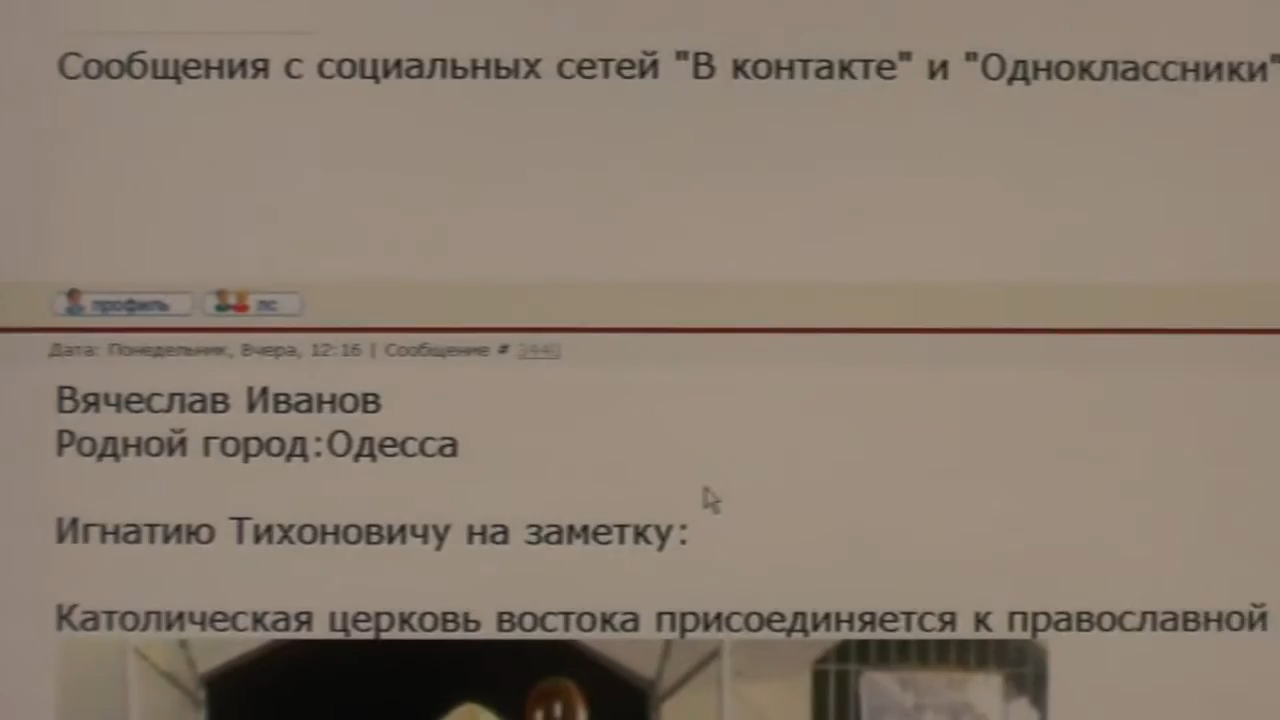 Сообщения с социальных сетей "В контакте" и "Одноклассники"
профиль лс
Дата: Понедельник, Вчера, 12:16 | Сообщение #
Вячеслав Иванов
Родной город:Одесса
Игнатию Тихоновичу на заметку:
Католическая церковь востока присоединяется к православной